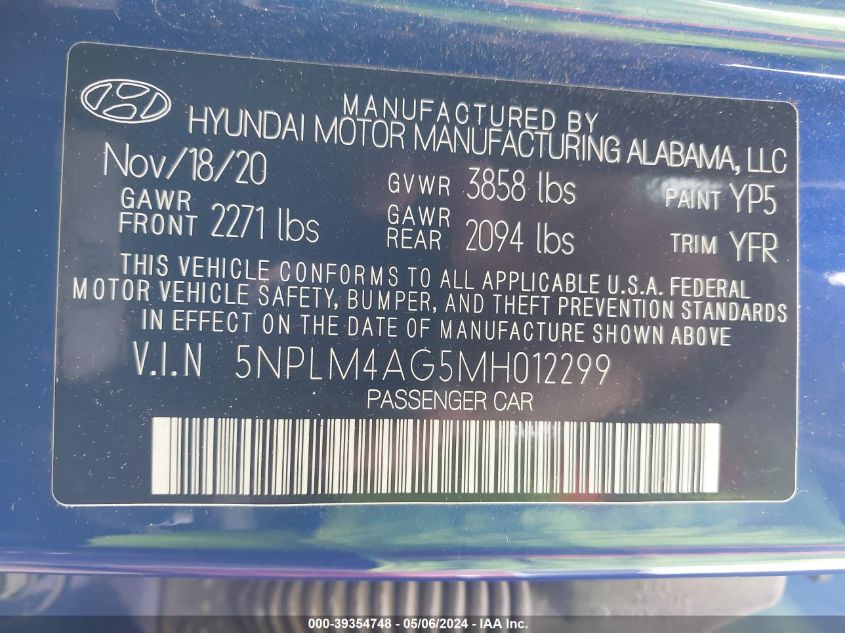 MANUFACTURED BY
HYUNDAI MOTOR MANUFACTURING ALABAMA, LLC
Nov/18/20 GVWR 3858 lbs PAINT YP5
GAWR FRONT 2271 lbs GAWR REAR 2094 lbs TRIM YFR
THIS VEHICLE CONFORMS TO ALL APPLICABLE U.S.A. FEDERAL
MOTOR VEHICLE SAFETY, BUMPER, AND THEFT PREVENTION STANDARDS
IN EFFECT ON THE DATE OF MANUFACTURE SHOWN ABOVE
V.I.N 5NPLM4AG5MH012299
PASSENGER CAR
000-39354748 - 05/06/2024 - © IAA, Inc.